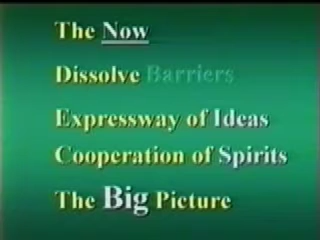 The Now
Dissolve Barriers
Expressway of Ideas
Cooperation of Spirits
The Big Picture